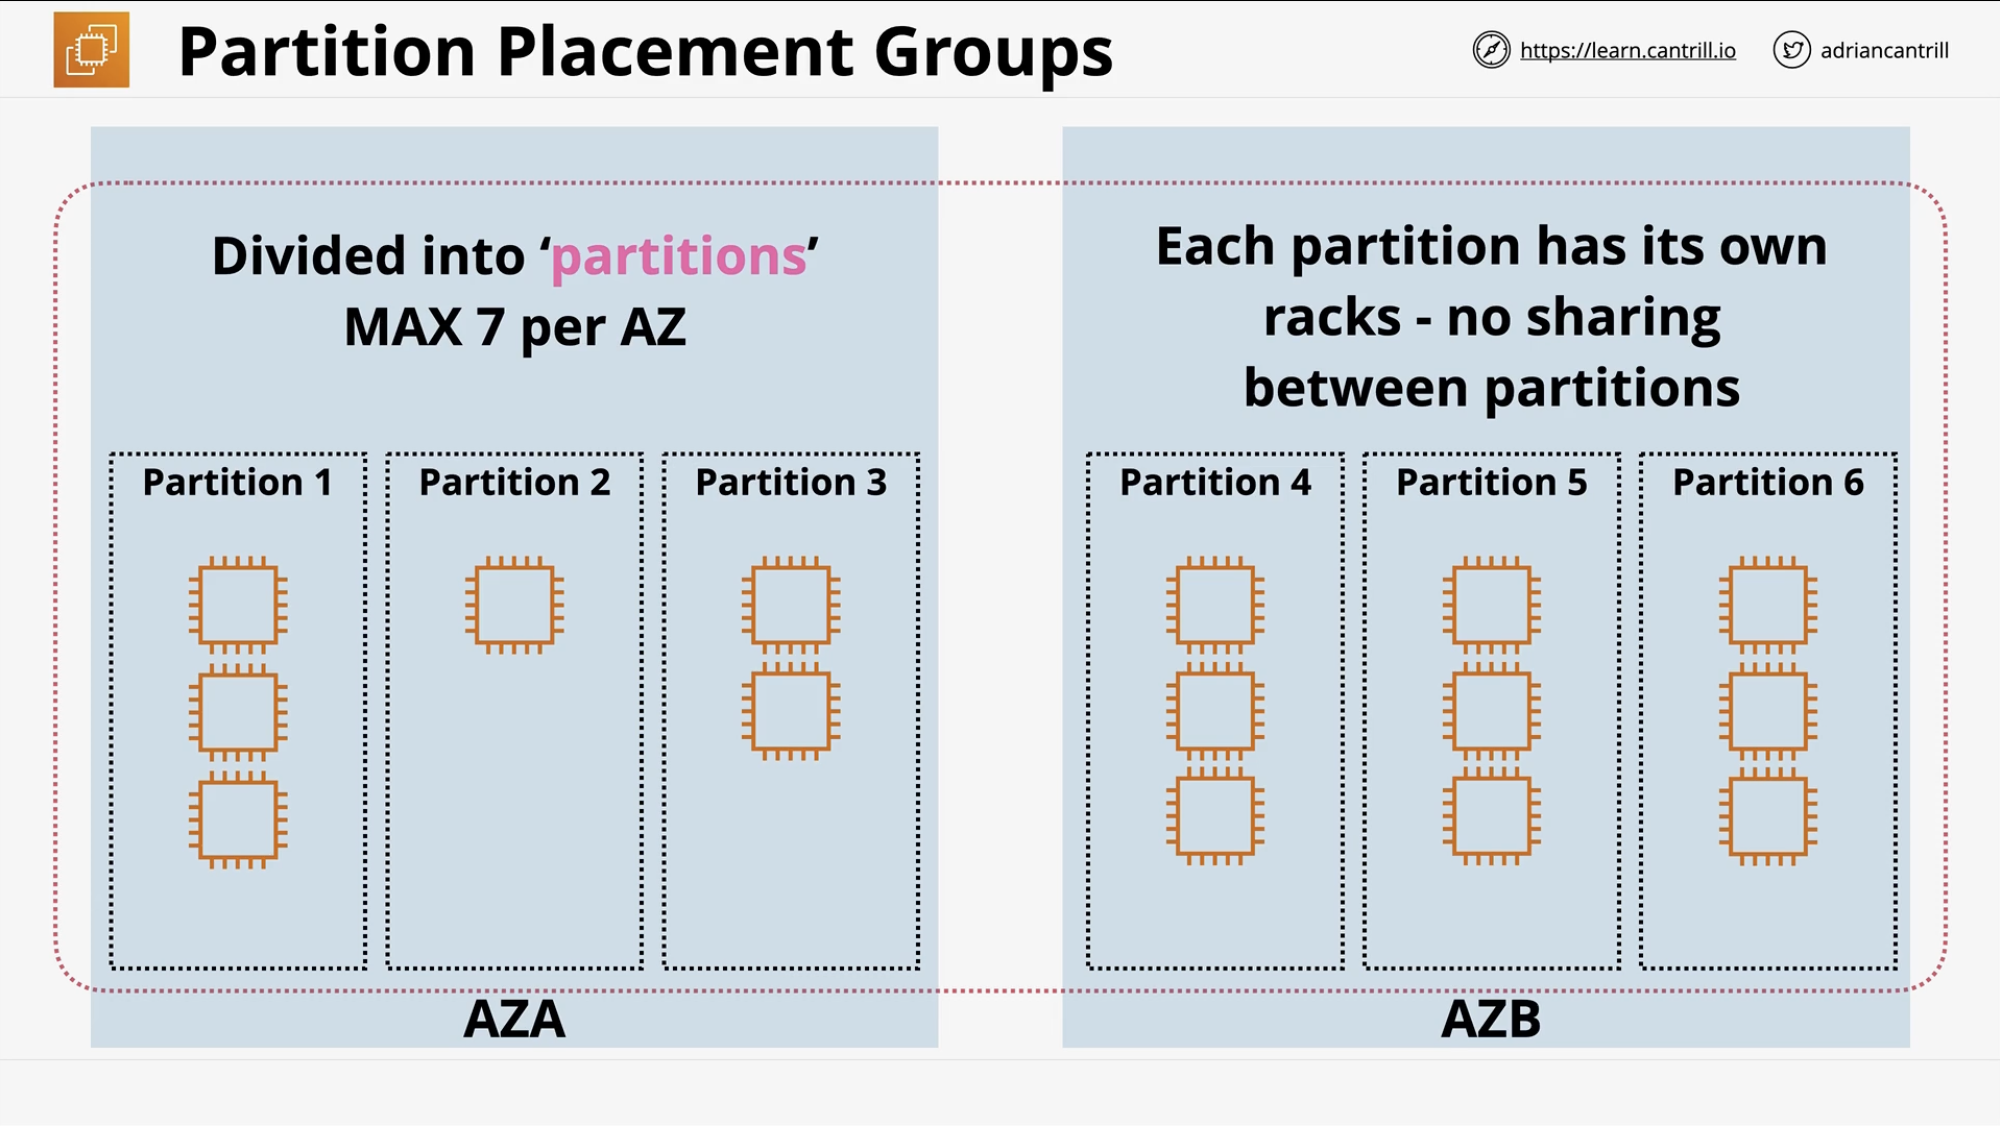 Partition Placement Groups
https://learn.cantrill.io
adriancantrill
Divided into ‘partitions’
MAX 7 per AZ
Each partition has its own
racks - no sharing
between partitions
Partition 1
Partition 2
Partition 3
Partition 4
Partition 5
Partition 6
AZA
AZB